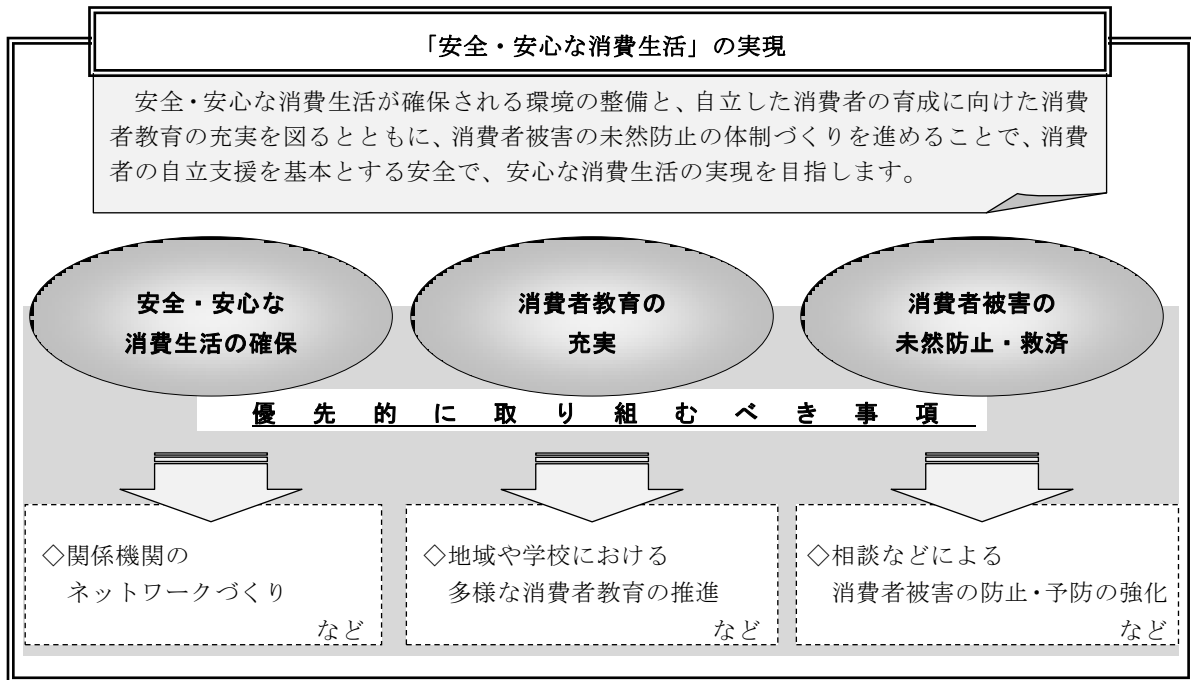 「安全・安心な消費生活」の実現
安全・安心な消費生活が確保される環境の整備と、自立した消費者の育成に向けた消費
者教育の充実を図るとともに、消費者被害の未然防止の体制づくりを進めることで、消費
者の自立支援を基本とする安全で、安心な消費生活の実現を目指します。
安全・安心な
消費生活の確保
消費者教育の
充実
消費者被害の
未然防止・救済
優先的に取り組むべき事項
◇関係機関の
ネットワークづくり
など
◇地域や学校における
多様な消費者教育の推進
など
◇相談などによる
消費者被害の防止・予防の強化
など